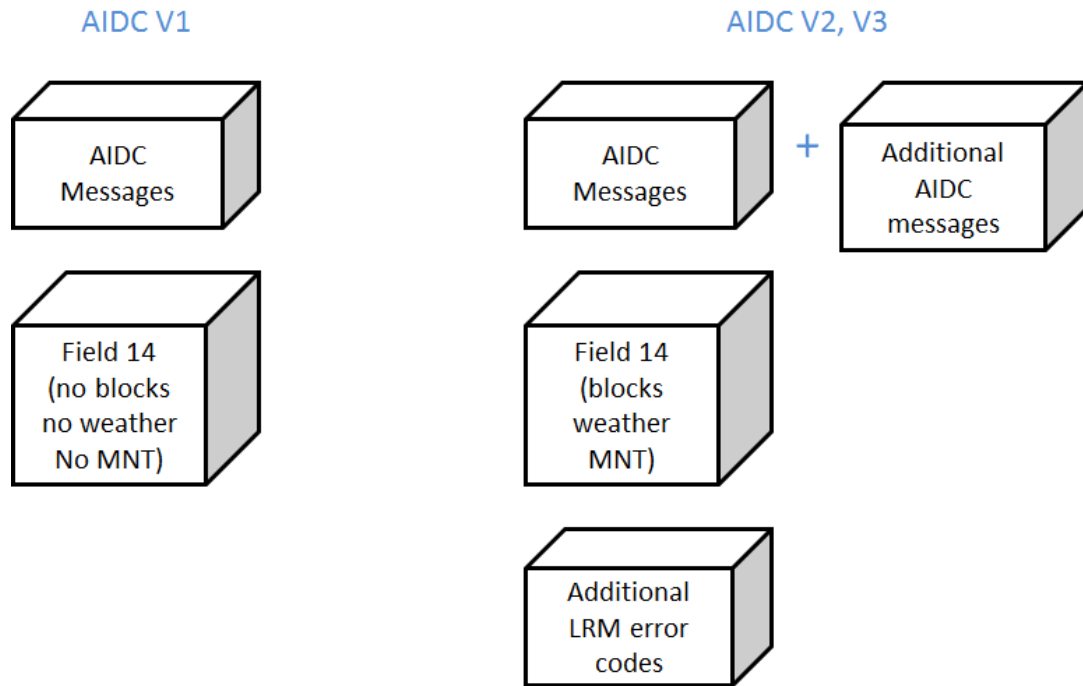 AIDC V1
AIDC
Messages
Field 14
(no blocks
no weather
No MNT)
AIDC V2, V3
AIDC
Messages
+
Additional
AIDC
messages
Field 14
(blocks
weather
MNT)
Additional
LRM error
codes